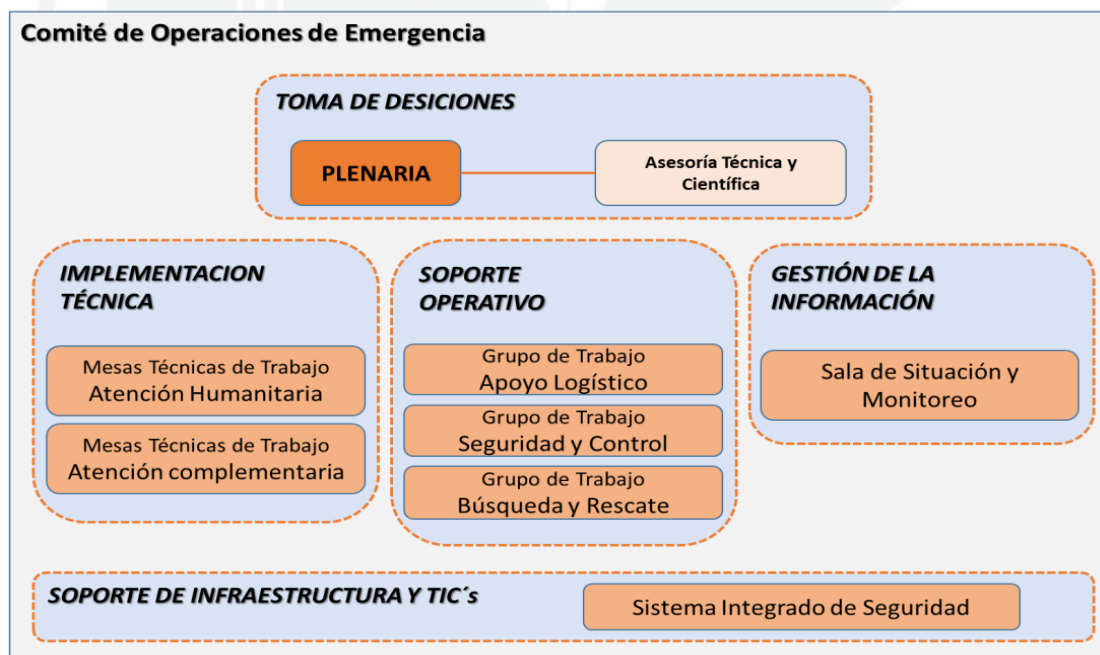 Comité de Operaciones de Emergencia
TOMA DE DESICIONES
PLENARIA
Asesoría Técnica y
Científica
IMPLEMENTACION
TÉCNICA
Mesas Técnicas de Trabajo
Atención Humanitaria
Mesas Técnicas de Trabajo
Atención complementaria
SOPORTE
OPERATIVO
Grupo de Trabajo
Apoyo Logístico
Grupo de Trabajo
Seguridad y Control
Grupo de Trabajo
Búsqueda y Rescate
GESTIÓN DE LA
INFORMACIÓN
Sala de Situación y
Monitoreo
SOPORTE DE INFRAESTRUCTURA Y TIC´s
Sistema Integrado de Seguridad